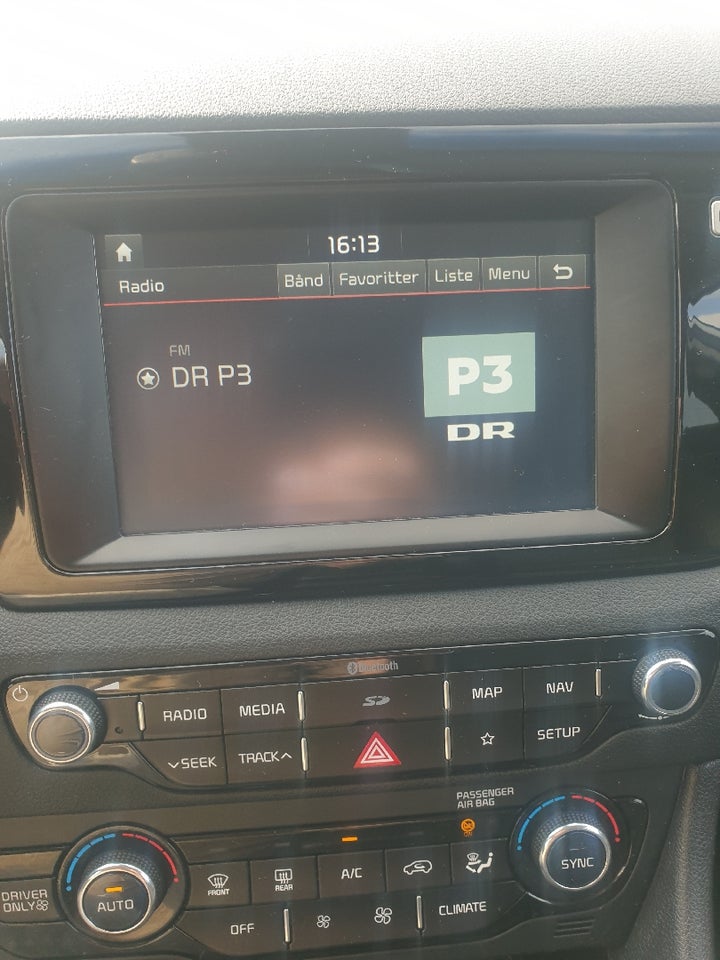 16:13
Radio Bånd Favoritter Liste Menu
FM
DR P3
P3
DR
Bluetooth
RADIO MEDIA SD MAP NAV
SEEK TRACK SETUP
PASSENGER
AIR BAG
DRIVER
ONLY
AUTO
FRONT
REAR
A/C
SYNC
OFF
CLIMATE